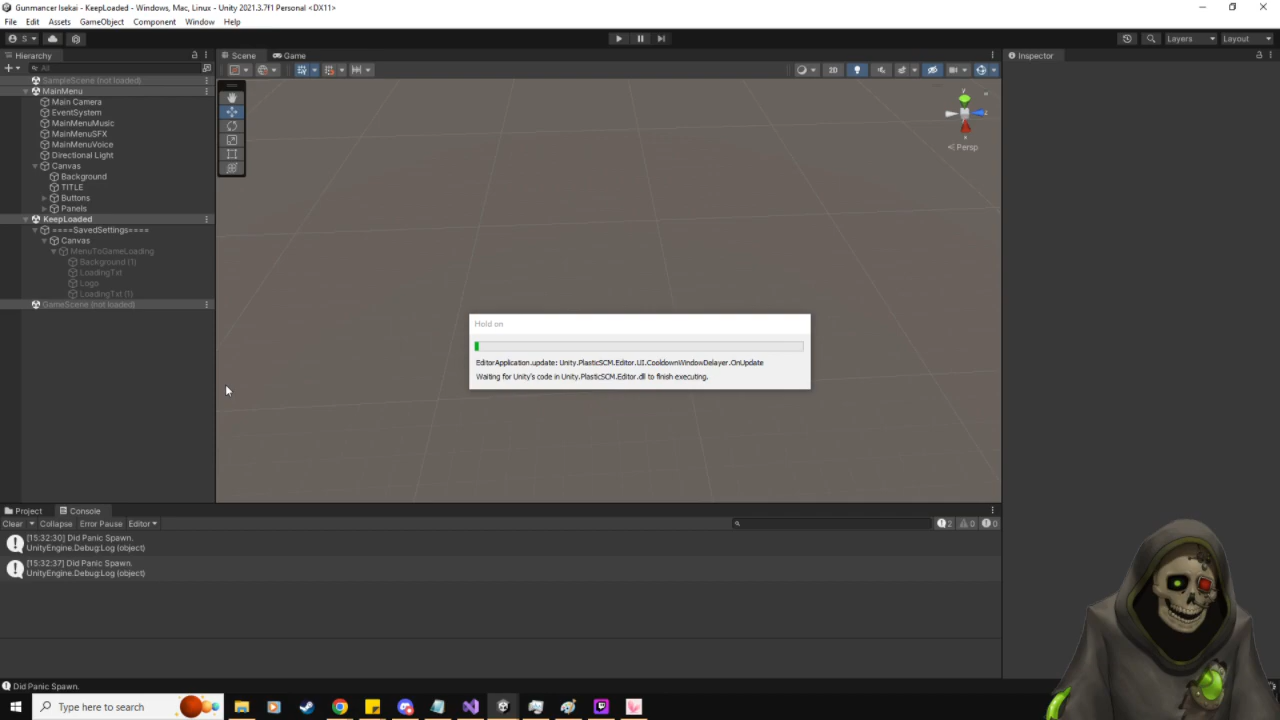 Gunmancer Isekai - KeepLoaded - Windows, Mac, Linux - Unity 2021.3.7f1 Personal <DX11>
File Edit Assets GameObject Component Window Help
S Layers Layout
Hierarchy Scene Game Inspector
All 2D
SampleScene (not loaded)
MainMenu
Main Camera
EventSystem
MainMenuMusic
MainMenuSFX
MainMenuVoice
Directional Light
Canvas
Background
TITLE
Buttons
Panels
KeepLoaded
====SavedSettings====
Canvas
MenuToGameLoading
Background (1)
LoadingTxt
Logo
LoadingTxt (1)
GameScene (not loaded)
y
z
x
Persp
Hold on
EditorApplication.update: Unity.PlasticSCM.Editor.UI.CooldownWindowDelayer.OnUpdate
Waiting for Unity's code in Unity.PlasticSCM.Editor.dll to finish executing.
Project Console
Clear Collapse Error Pause Editor 2 0 0
[15:32:30] Did Panic Spawn.
UnityEngine.Debug:Log (object)
[15:32:37] Did Panic Spawn.
UnityEngine.Debug:Log (object)
Did Panic Spawn.
Type here to search